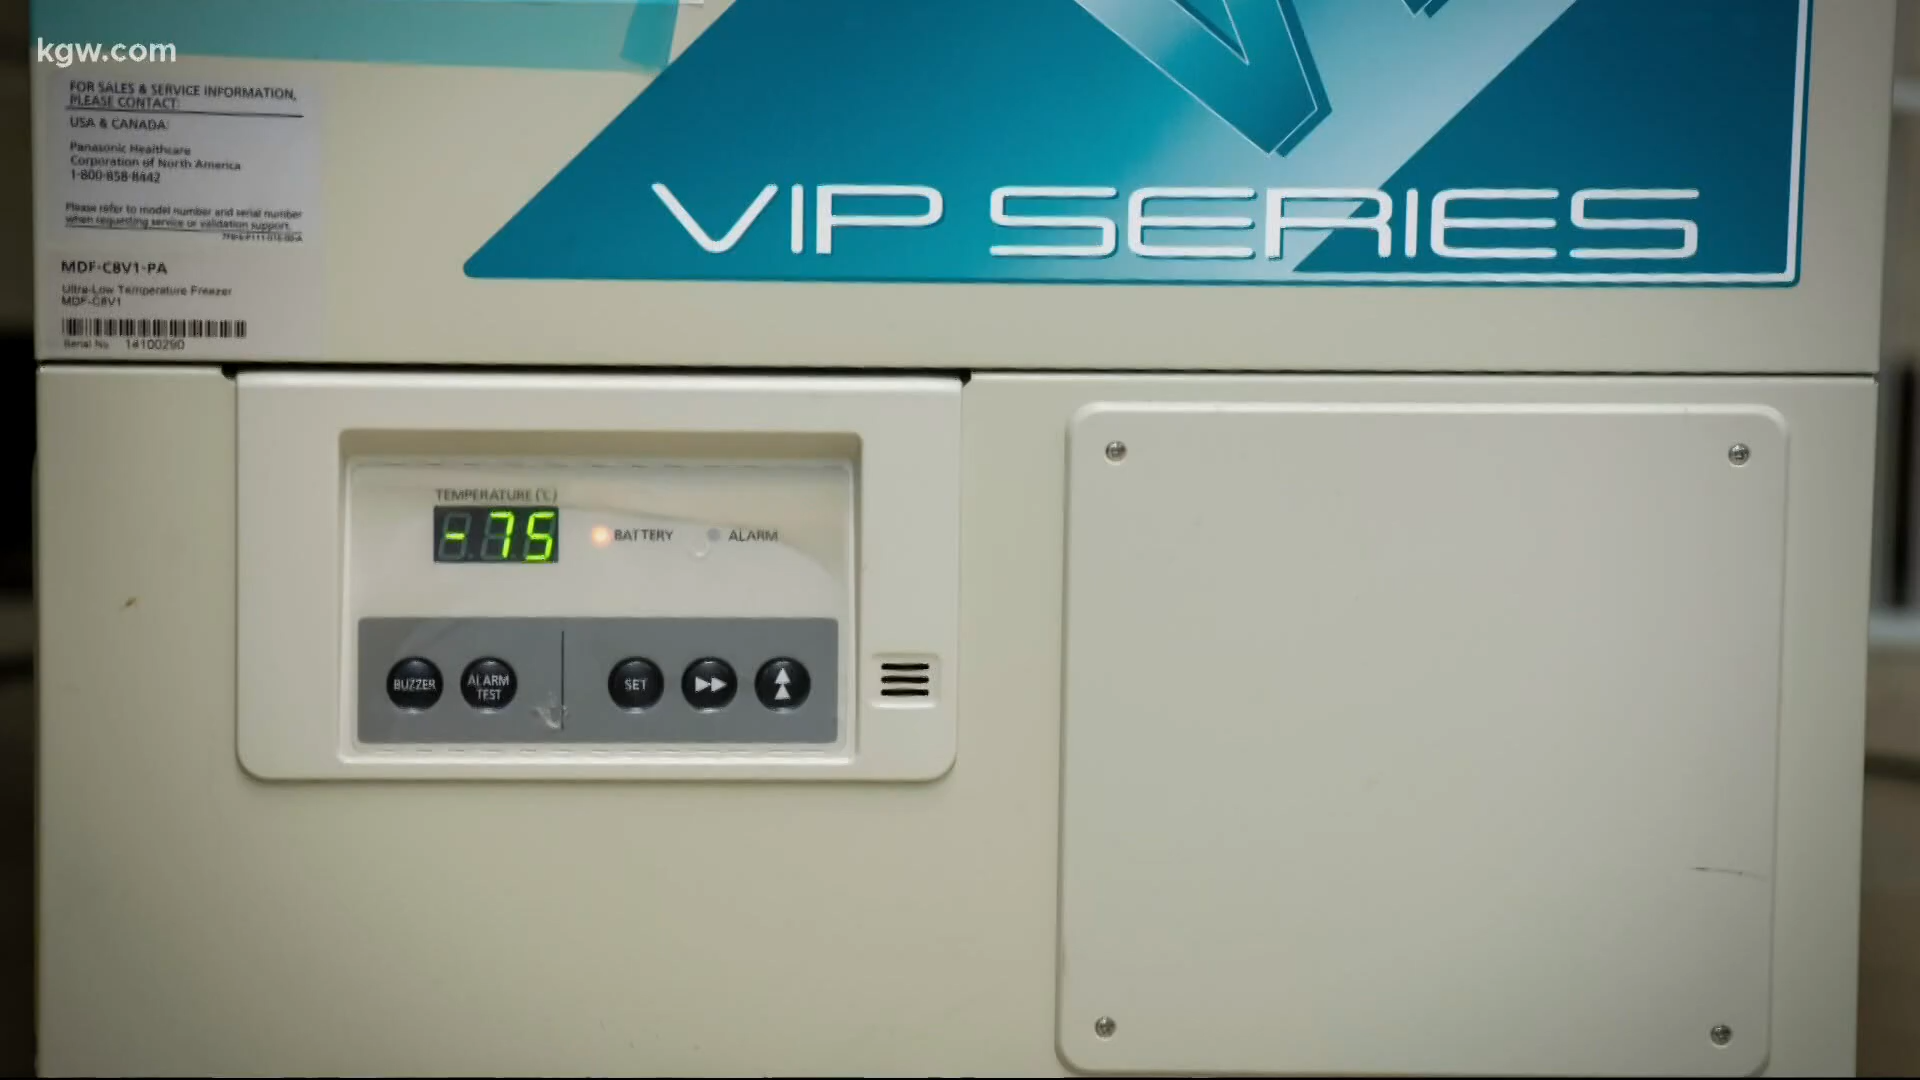 kgw.com
FOR SALES & SERVICE INFORMATION,
PLEASE CONTACT:
USA & CANADA:
Panasonic Healthcare
Corporation of North America
1-800-858-8442
Please refer to model number and serial number
when requesting service or validation support.
MDF-C8V1-PA
Ultra-Low Temperature Freezer
MDF-C8V1
Serial No. 14100290
VIP SERIES
TEMPERATURE (°C)
-75
BATTERY
ALARM
BUZZER
ALARM
TEST
SET